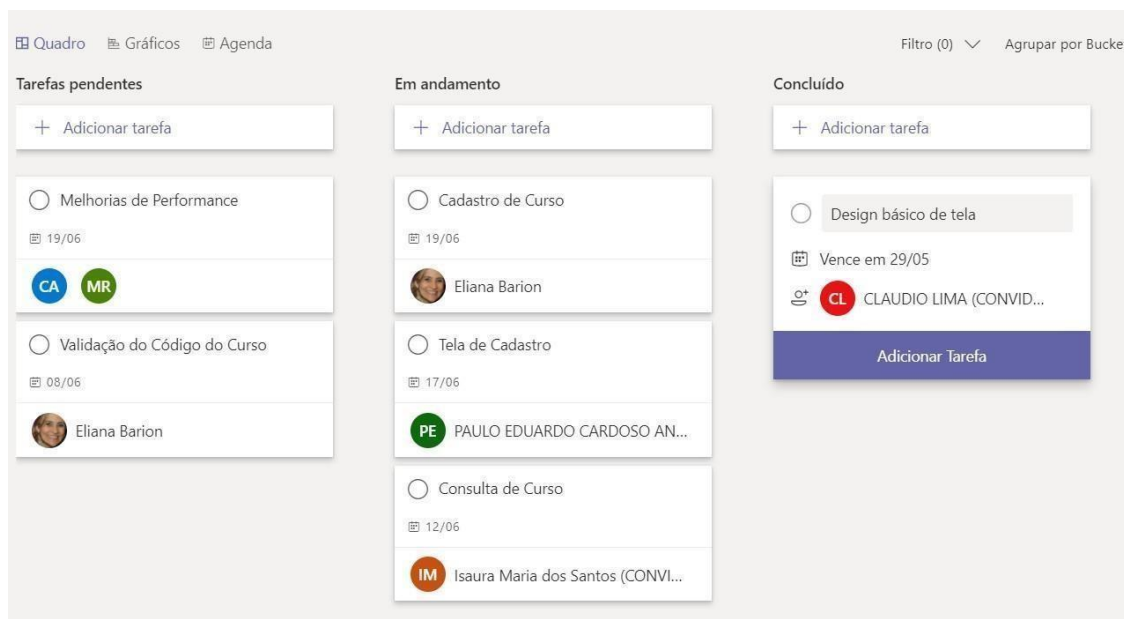 Quadro Gráficos Agenda
Filtro (0) Agrupar por Bucke
Tarefas pendentes
Adicionar tarefa
Melhorias de Performance
19/06
CA MR
Validação do Código do Curso
08/06
Eliana Barion
Em andamento
Adicionar tarefa
Cadastro de Curso
19/06
Eliana Barion
Tela de Cadastro
17/06
PE PAULO EDUARDO CARDOSO AN...
Consulta de Curso
12/06
IM Isaura Maria dos Santos (CONVI...
Concluído
Adicionar tarefa
Design básico de tela
Vence em 29/05
CL CLAUDIO LIMA (CONVID...
Adicionar Tarefa